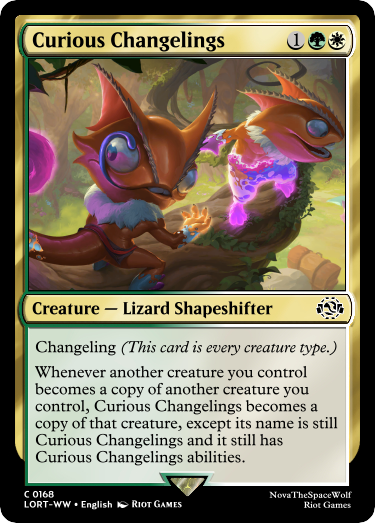 Curious Changelings 1
Creature — Lizard Shapeshifter
Changeling (This card is every creature type.)
Whenever another creature you control
becomes a copy of another creature you
control, Curious Changelings becomes a
copy of that creature, except its name is still
Curious Changelings and it still has
Curious Changelings abilities.
C 0168
LORT-WW • English Riot Games
NovaTheSpaceWolf
Riot Games